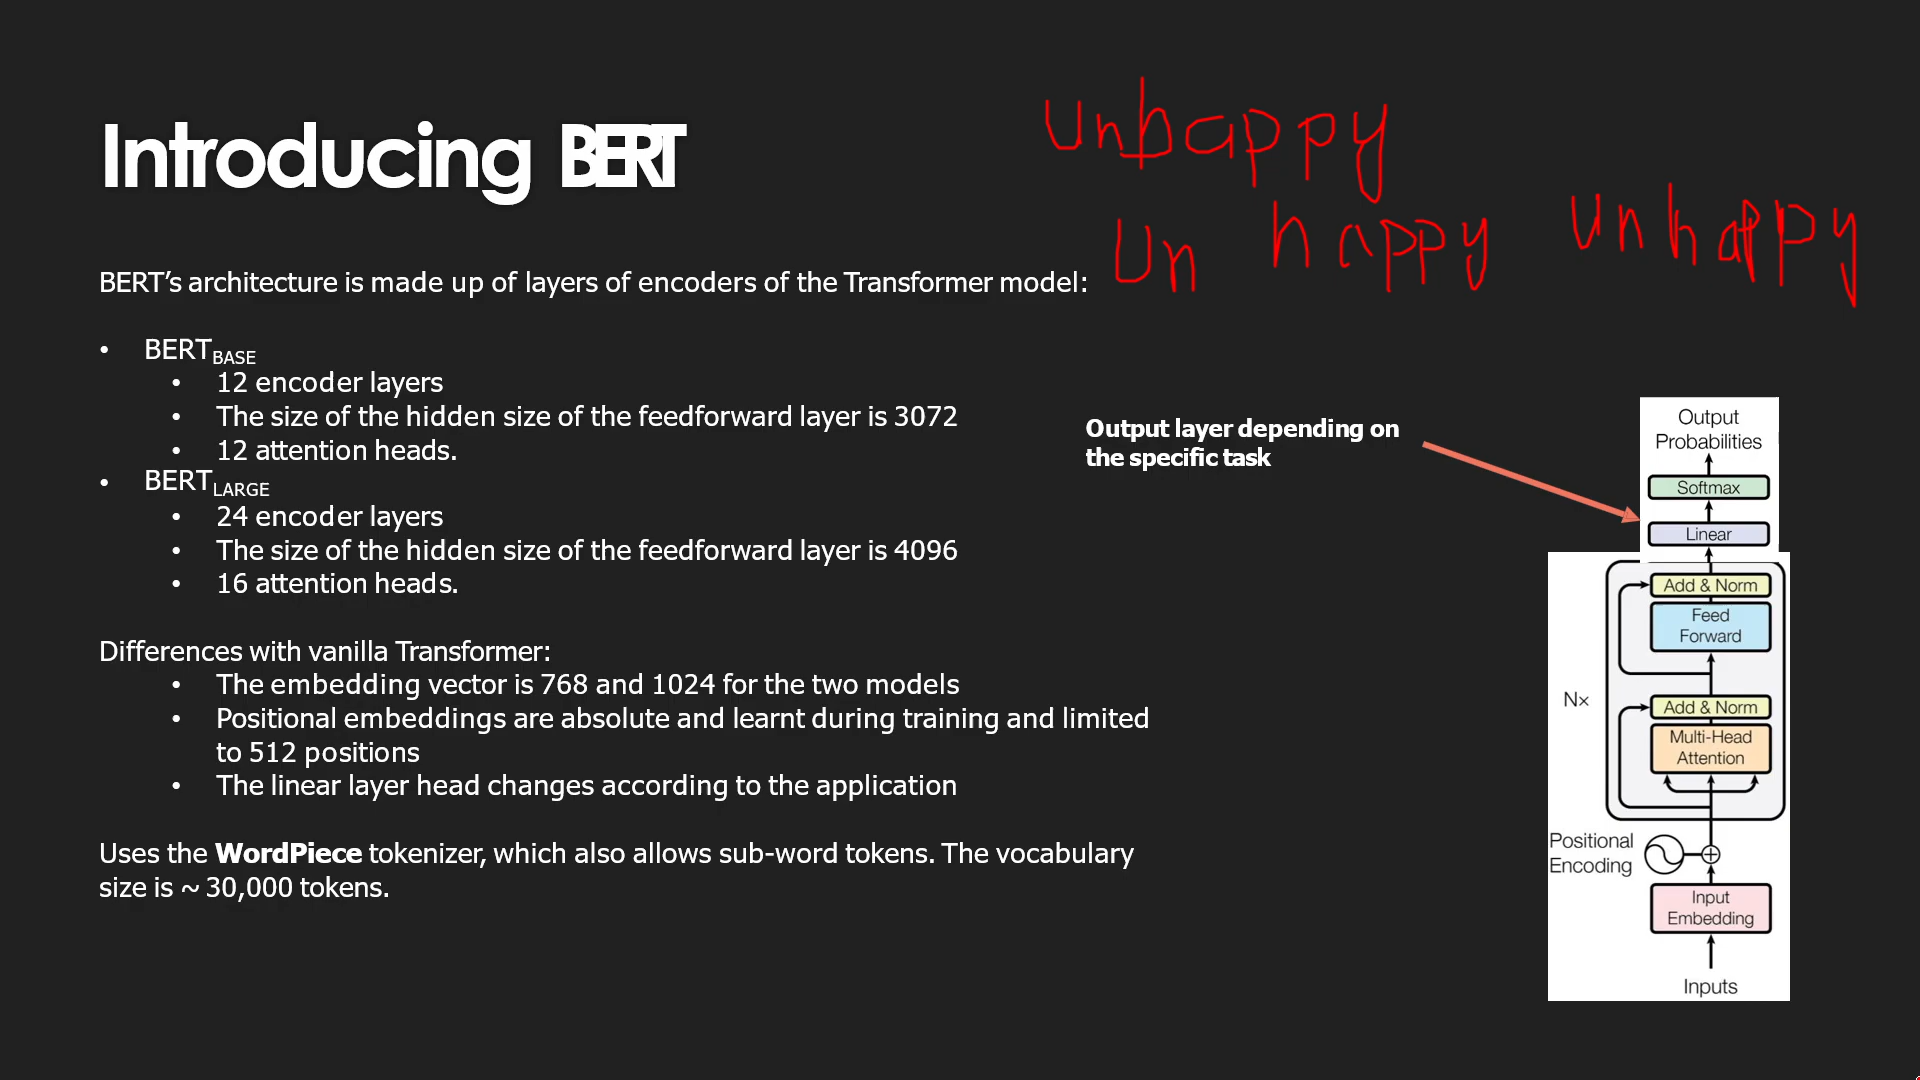 Introducing BERT
unhappy
un happy unhappy
BERT’s architecture is made up of layers of encoders of the Transformer model:
• BERT BASE
• 12 encoder layers
• The size of the hidden size of the feedforward layer is 3072
• 12 attention heads.
• BERT LARGE
• 24 encoder layers
• The size of the hidden size of the feedforward layer is 4096
• 16 attention heads.
Differences with vanilla Transformer:
• The embedding vector is 768 and 1024 for the two models
• Positional embeddings are absolute and learnt during training and limited
to 512 positions
• The linear layer head changes according to the application
Uses the WordPiece tokenizer, which also allows sub-word tokens. The vocabulary
size is ~ 30,000 tokens.
Output layer depending on
the specific task
Output
Probabilities
Softmax
Linear
Add & Norm
Feed
Forward
Nx
Add & Norm
Multi-Head
Attention
Positional
Encoding
Input
Embedding
Inputs